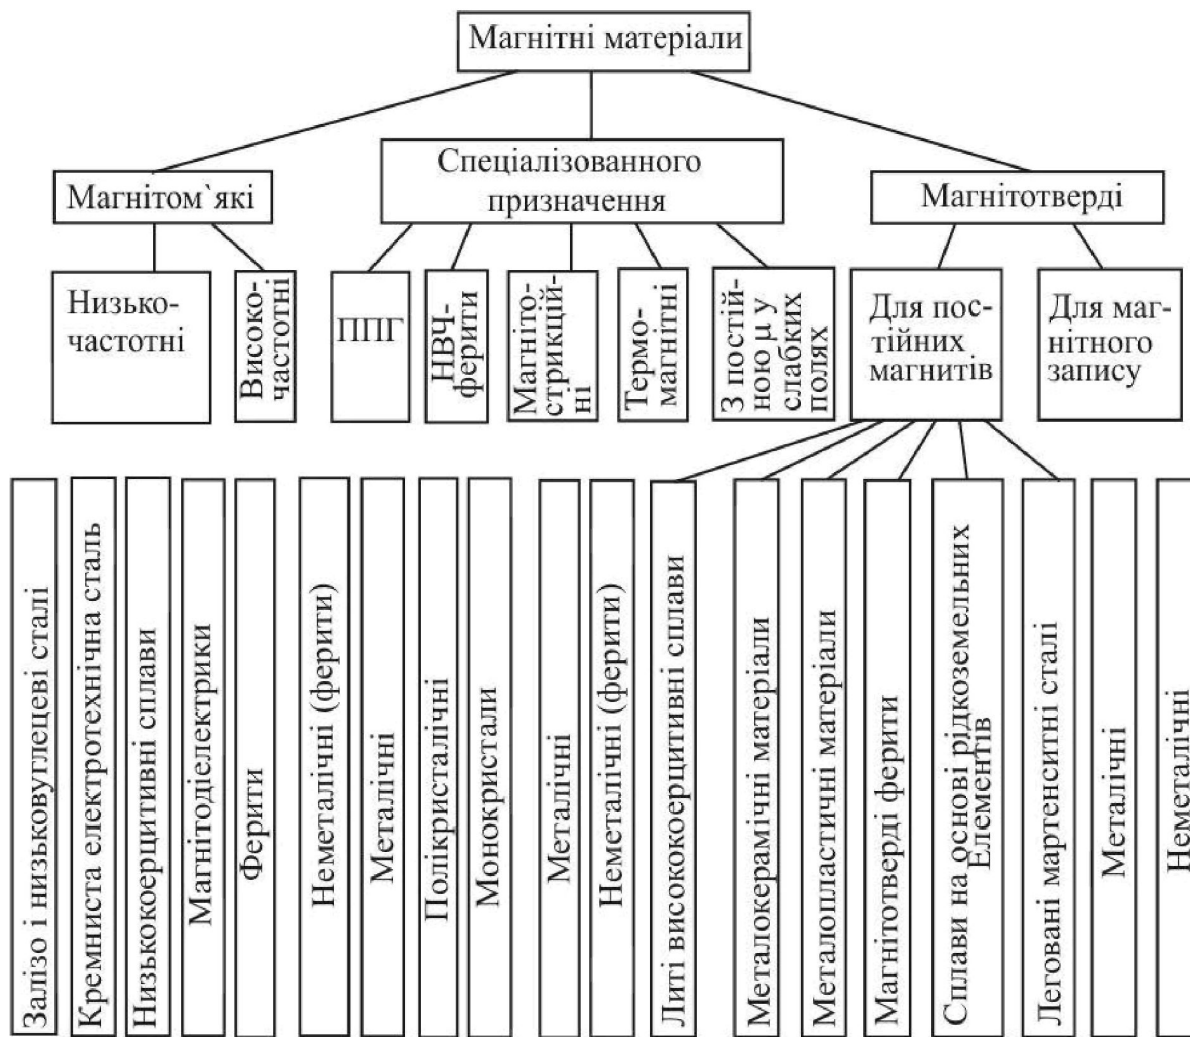 Магнітні матеріали
Спеціалізованного
призначення
Магнітом`які
Магнітотверді
Низько-
частотні
Високо-
частотні
ППГ
НВЧ-
ферити
Магніто-
стрикцій-
ні
Термо-
магнітні
З постій-
ною μ у
слабких
полях
Для пос-
тійних
магнитів
Для маг-
нітного
запису
Залізо і низьковуглецеві сталі
Кремниста електротехнічна сталь
Низькокоерцитивні сплави
Магнітодіелектрики
Ферити
Неметалічні (ферити)
Металічні
Полікристалічні
Монокристали
Металічні
Неметалічні (ферити)
Литі висококоерцитивні сплави
Металокерамічні матеріали
Металопластичні матеріали
Магнітотверді ферити
Сплави на основі рідкоземельних
Елементів
Леговані мартенситні сталі
Металічні
Неметалічні